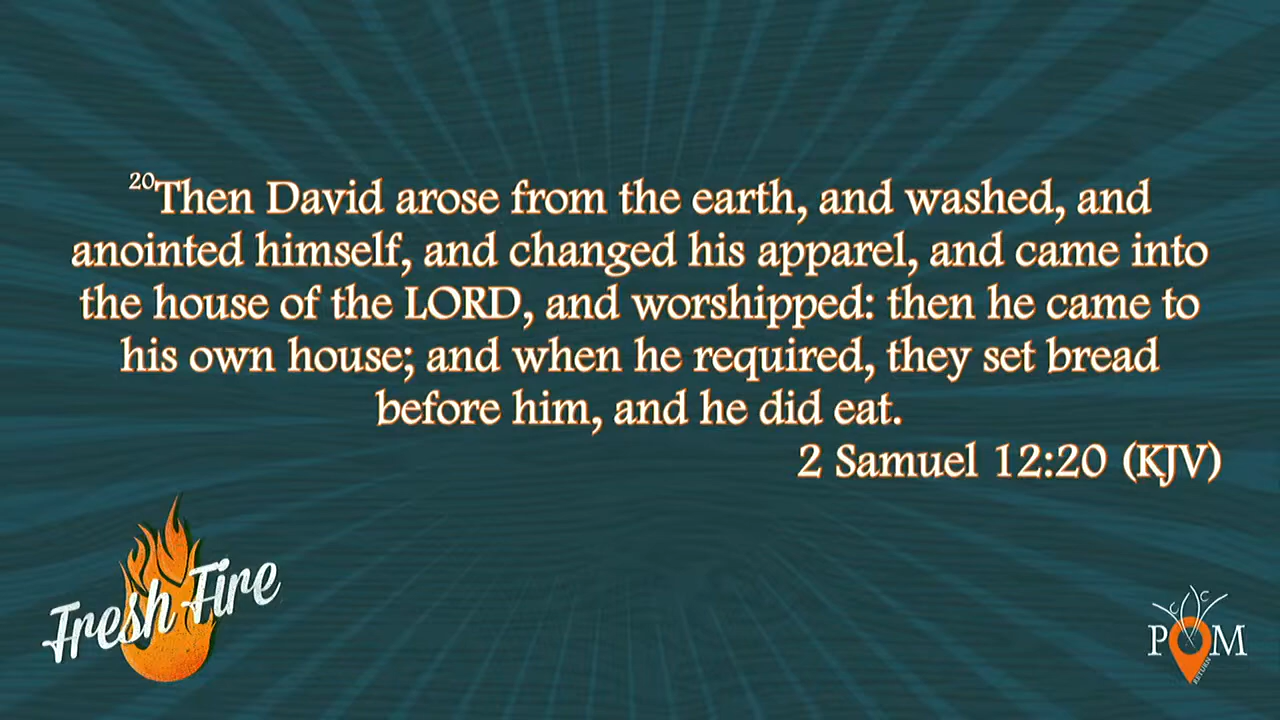 20Then David arose from the earth, and washed, and
anointed himself, and changed his apparel, and came into
the house of the LORD, and worshipped: then he came to
his own house; and when he required, they set bread
before him, and he did eat.
2 Samuel 12:20 (KJV)
Fresh Fire
C C
P M
RETURN